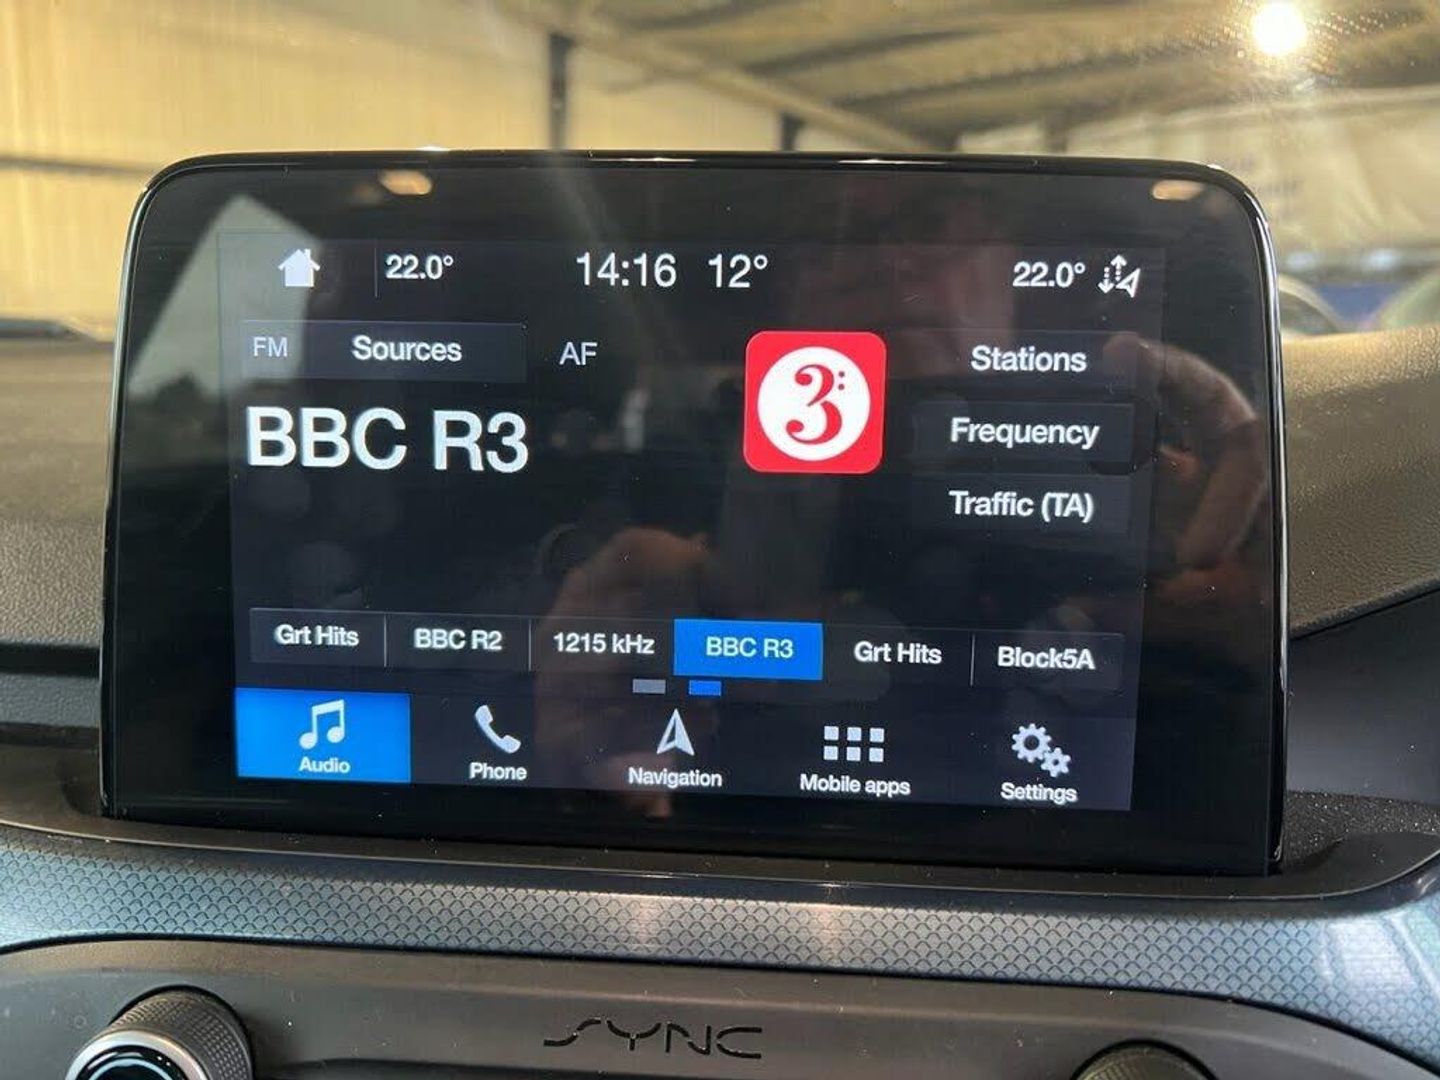 22.0°
14:16 12°
22.0°
FM Sources AF
BBC R3
3:
Stations
Frequency
Traffic (TA)
Grt Hits BBC R2 1215 kHz BBC R3 Grt Hits Block5A
Audio Phone Navigation Mobile apps Settings
SYNC